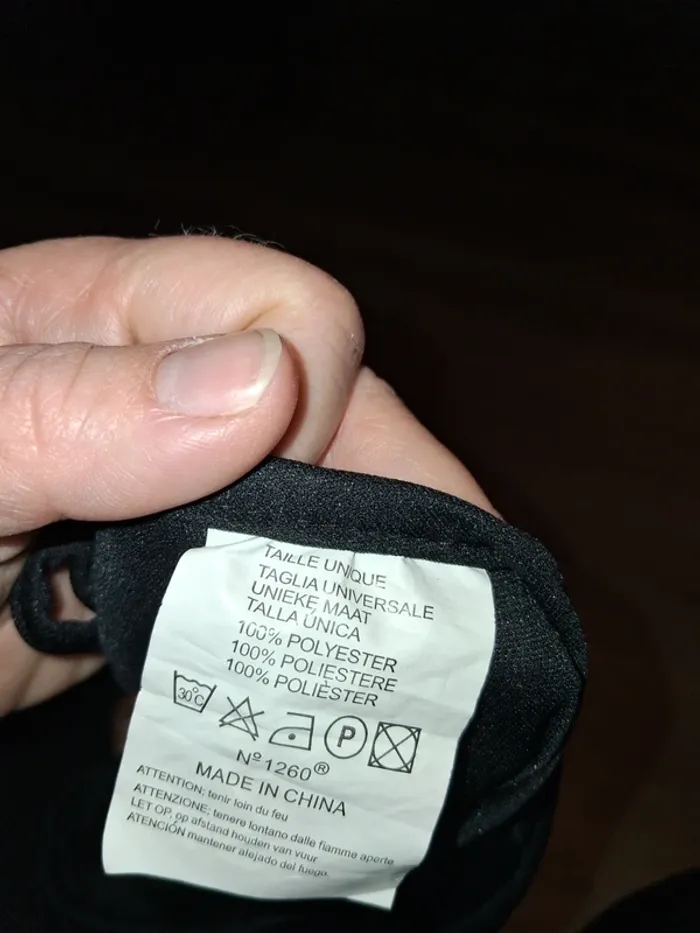 TAILLE UNIQUE
TAGLIA UNIVERSALE
UNIEKE MAAT
TALLA ÚNICA
100% POLYESTER
100% POLIESTERE
100% POLIÈSTER
30°C
P
Nº1260®
MADE IN CHINA
ATTENTION: tenir loin du feu
ATTENZIONE: tenere lontano dalle fiamme aperte
LET OP, op afstand houden van vuur
ATENCIÓN mantener alejado del fuego.